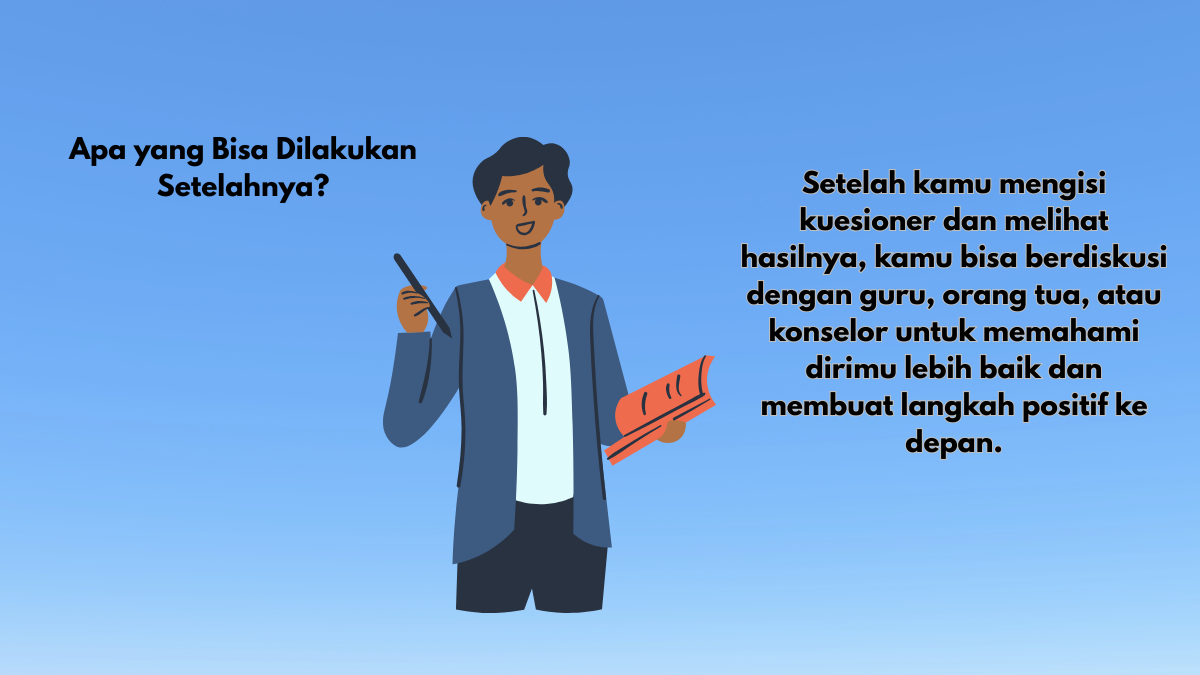 Apa yang Bisa Dilakukan
Setelahnya?
Setelah kamu mengisi
kuesioner dan melihat
hasilnya, kamu bisa berdiskusi
dengan guru, orang tua, atau
konselor untuk memahami
dirimu lebih baik dan
membuat langkah positif ke
depan.